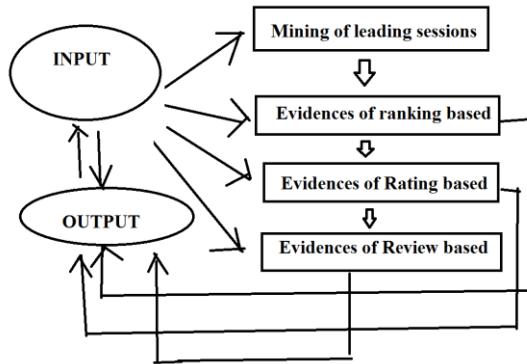 INPUT
Mining of leading sessions
Evidences of ranking based
Evidences of Rating based
OUTPUT
Evidences of Review based